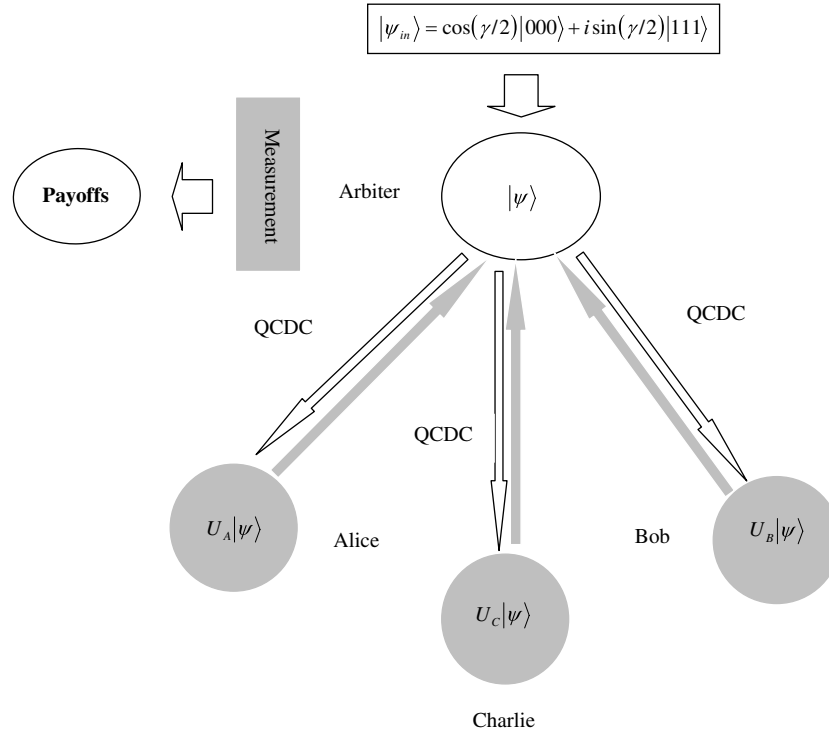 |ψ_in⟩ = cos(γ/2)|000⟩ + i sin(γ/2)|111⟩
Measurement
Payoffs
Arbiter
|ψ⟩
QCDC
QCDC
QCDC
U_A|ψ⟩
Alice
Bob
U_B|ψ⟩
U_C|ψ⟩
Charlie